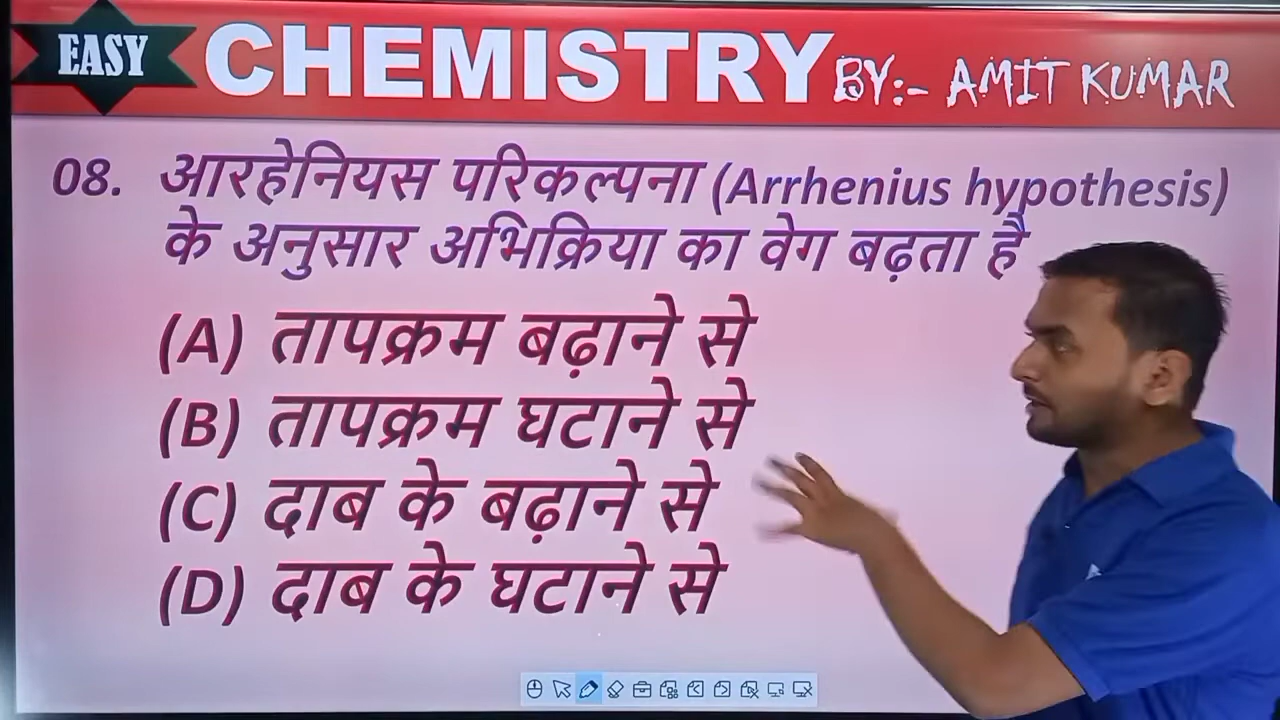 EASY CHEMISTRY BY:- AMIT KUMAR
08. आरहेनियस परिकल्पना (Arrhenius hypothesis)
के अनुसार अभिक्रिया का वेग बढ़ता है
(A) तापक्रम बढ़ाने से
(B) तापक्रम घटाने से
(C) दाब के बढ़ाने से
(D) दाब के घटाने से